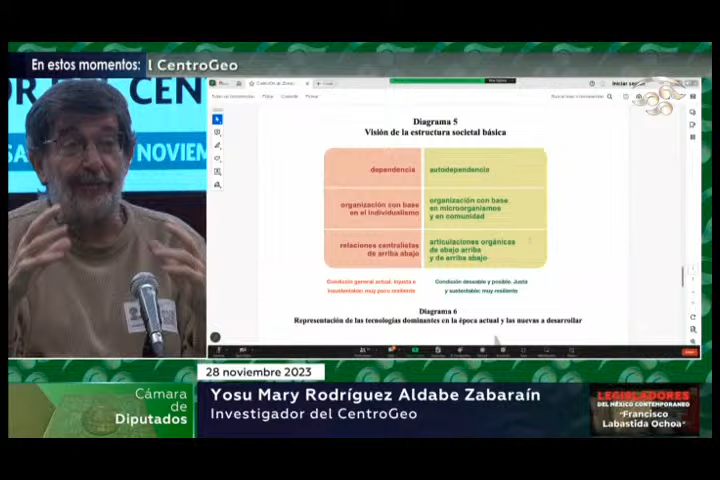 En estos momentos:
l CentroGeo
CEN
NOVIEM
Iniciar
Diagrama 5
Visión de la estructura societal básica
dependencia
autodependencia
organización con base
en el individualismo
organización con base
en microorganismos
y en comunidad
relaciones centralistas
de arriba abajo
articulaciones orgánicas
de abajo arriba
y de arriba abajo
Condición general actual. Injusta e
insustentable: muy poco resiliente
Condición deseable y posible. Justa
y sustentable: muy resiliente
Diagrama 6
Representación de las tecnologías dominantes en la época actual y las nuevas a desarrollar
28 noviembre 2023
Cámara
de
Diputados
Yosu Mary Rodríguez Aldabe Zabaraín
Investigador del CentroGeo
LEGISLADORES
DEL MÉXICO CONTEMPORÁNEO
"Francisco
Labastida Ochoa"